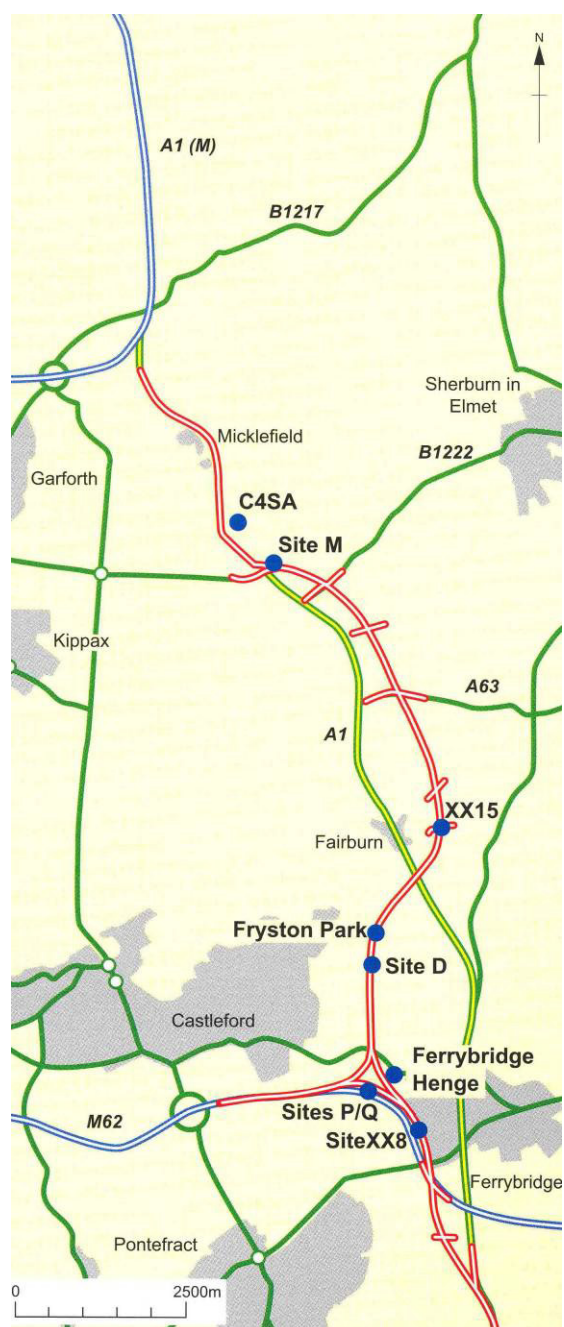 N
A1 (M)
B1217
Sherburn in
Elmet
Micklefield
B1222
Garforth
C4SA
Site M
Kippax
A63
A1
XX15
Fairburn
Fryston Park
Site D
Castleford
Ferrybridge
Henge
Sites P/Q
M62
SiteXX8
Ferrybridge
Pontefract
0 2500m